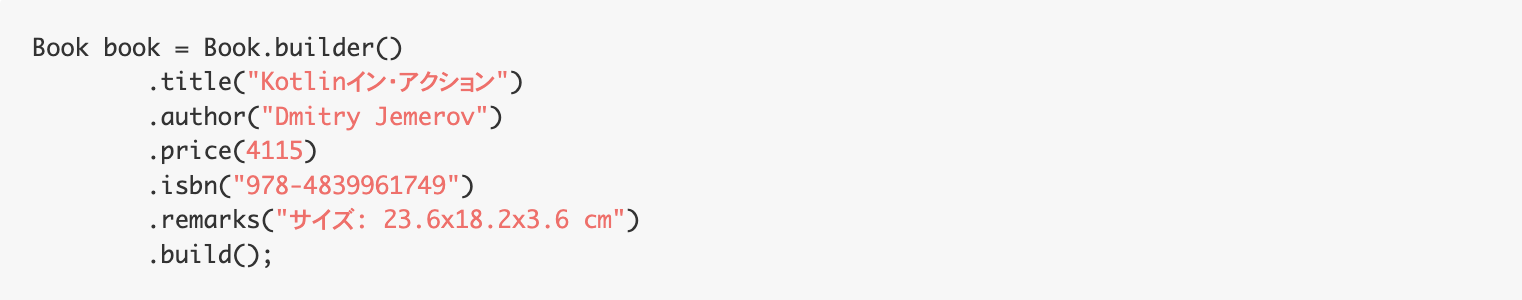 Book book = Book.builder()
        .title("Kotlinイン・アクション")
        .author("Dmitry Jemerov")
        .price(4115)
        .isbn("978-4839961749")
        .remarks("サイズ: 23.6x18.2x3.6 cm")
        .build();